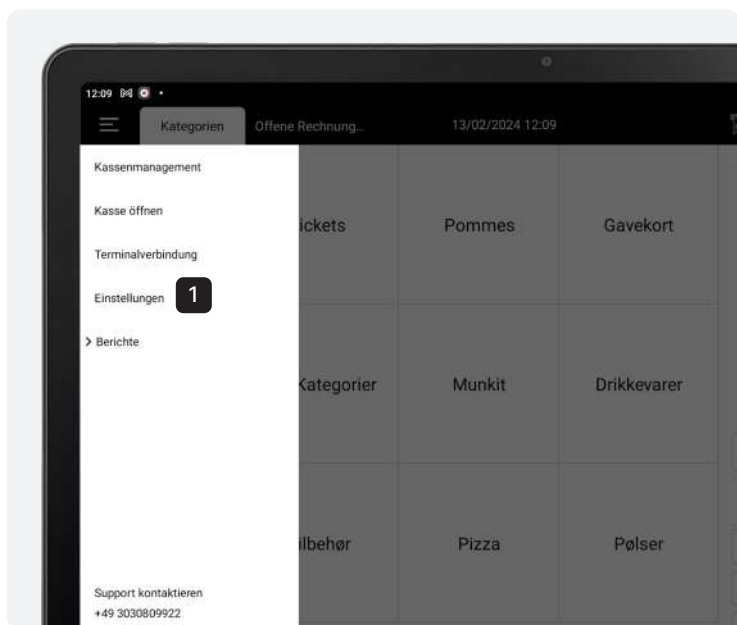 12:09
Kategorien
Offene Rechnung...
13/02/2024 12:09
Kassenmanagement
Kasse öffnen
Terminalverbindung
Einstellungen 1
> Berichte
ickets
Pommes
Gavekort
Kategorier
Munkit
Drikkevarer
ilbehør
Pizza
Pølser
Support kontaktieren
+49 3030809922